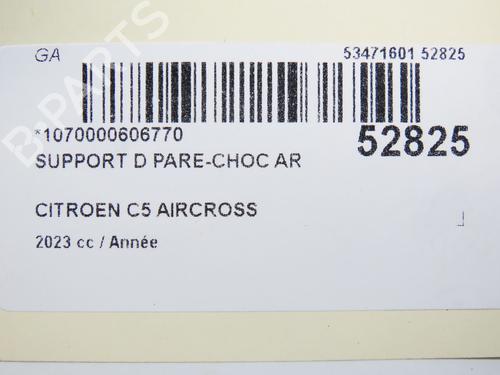 GA 53471601 52825
*1070000606770 52825
SUPPORT D PARE-CHOC AR
CITROEN C5 AIRCROSS
2023 cc / Année
B-PARTS